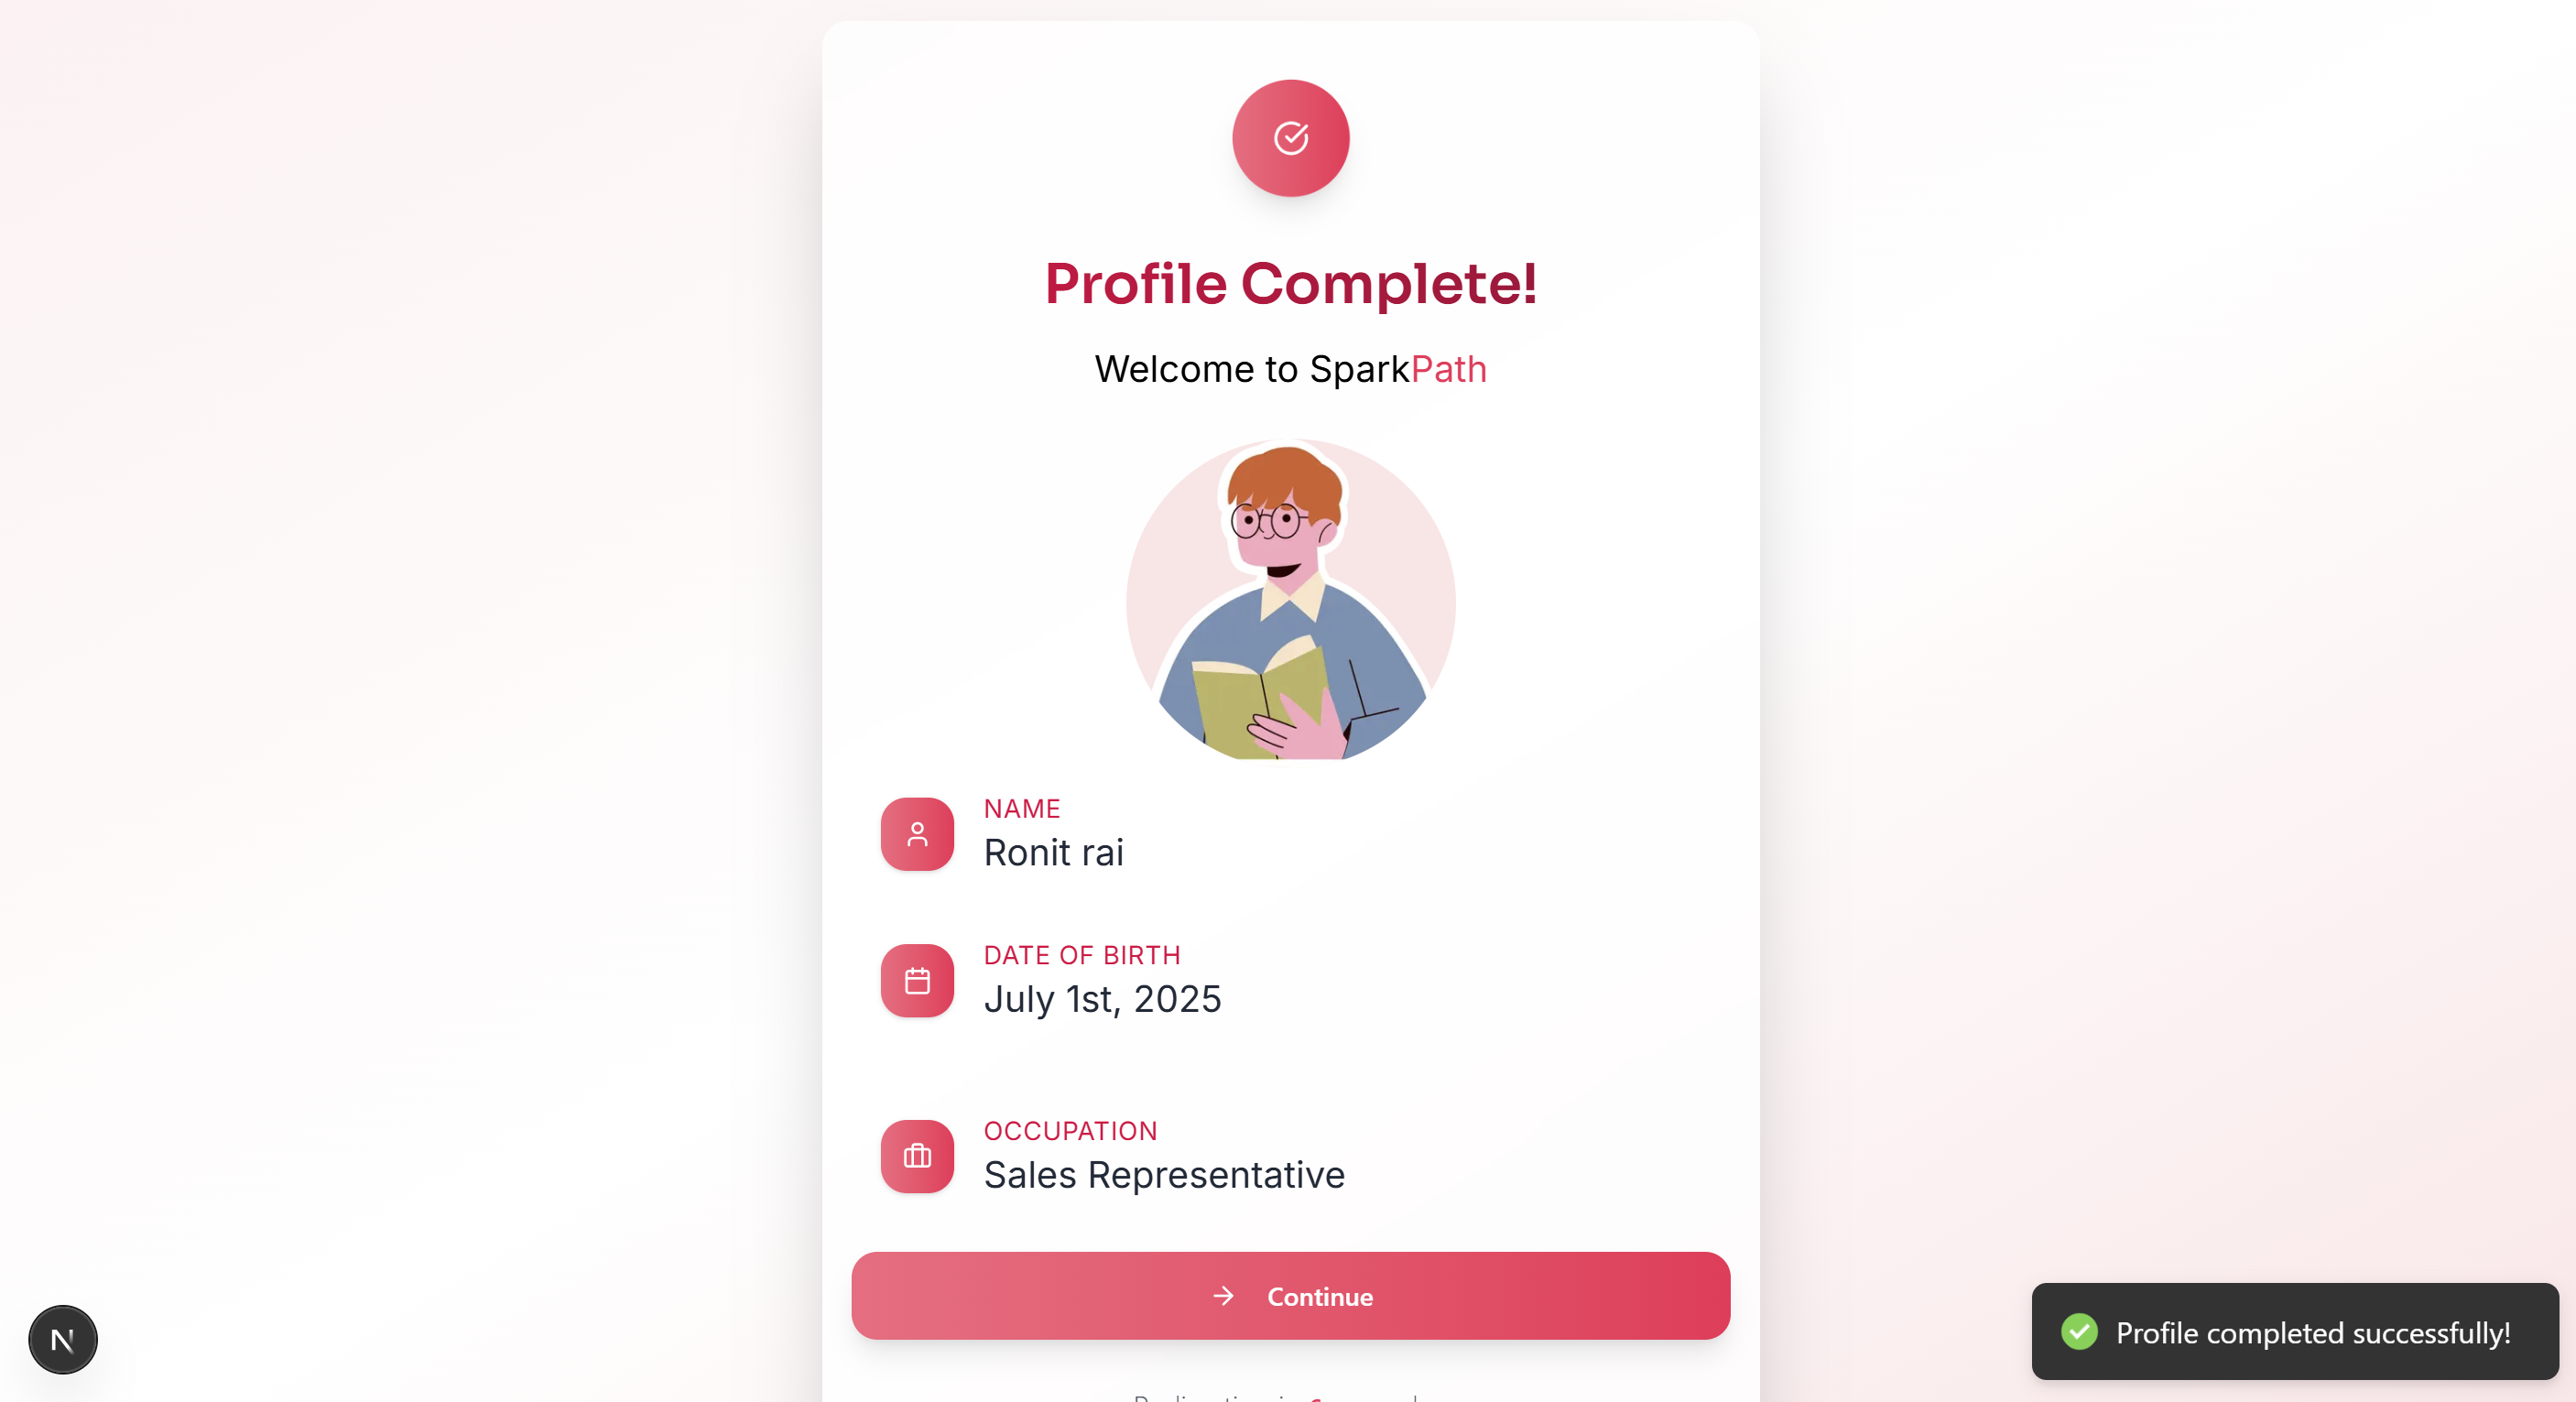 Profile Complete!
Welcome to SparkPath
NAME
Ronit rai
DATE OF BIRTH
July 1st, 2025
OCCUPATION
Sales Representative
Continue
N
Profile completed successfully!